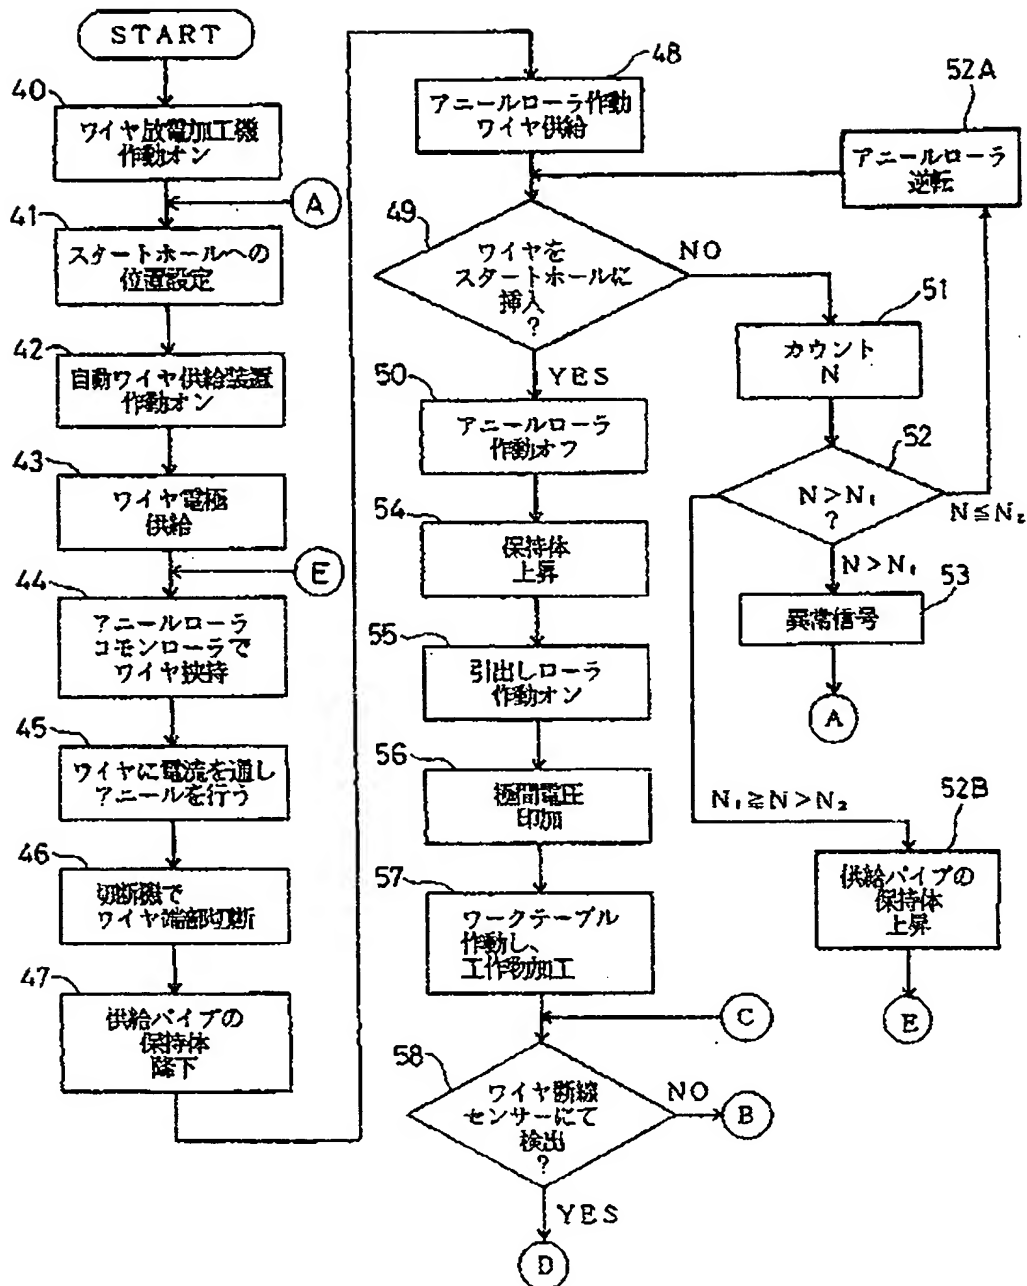 START
40
ワイヤ放電加工機
作動オン
A
41
スタートホールへの
位置設定
42
自動ワイヤ供給装置
作動オン
43
ワイヤ電極
供給
E
44
アニールローラ
コモンローラで
ワイヤ挟持
45
ワイヤに電流を通し
アニールを行う
46
切断機で
ワイヤ端部切断
47
供給パイプの
保持体
降下
48
アニールローラ作動
ワイヤ供給
49
ワイヤを
スタートホールに
挿入
?
NO
YES
50
アニールローラ
作動オフ
54
保持体
上昇
55
引出しローラ
作動オン
56
極間電圧
印加
57
ワークテーブル
作動し、
工作物加工
C
58
ワイヤ断線
センサーにて
検出
?
NO
B
YES
D
52A
アニールローラ
逆転
51
カウント
N
52
N>N₁
?
N≦N₂
N>N₁
53
異常信号
A
N₁≧N>N₂
52B
供給パイプの
保持体
上昇
E